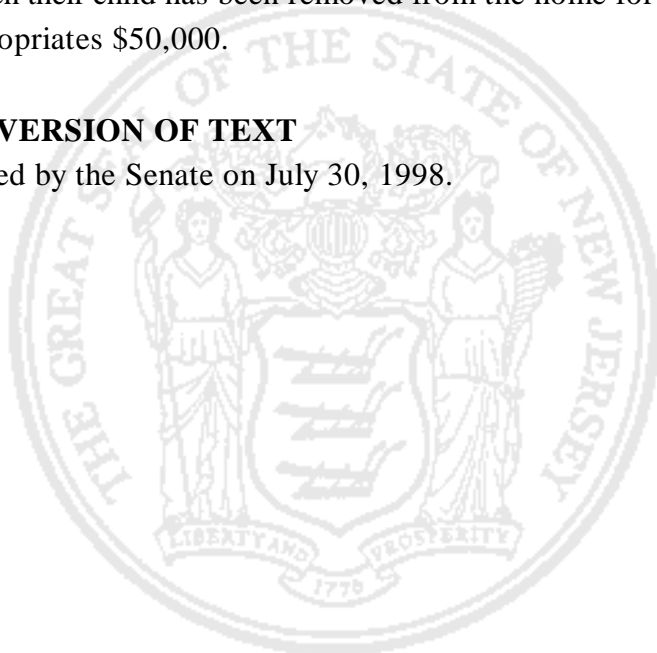 n their child has been removed from the home for
opriates $50,000.
VERSION OF TEXT
ed by the Senate on July 30, 1998.
THE GREAT SEAL OF THE STATE OF NEW JERSEY
LIBERTY AND PROSPERITY
1776